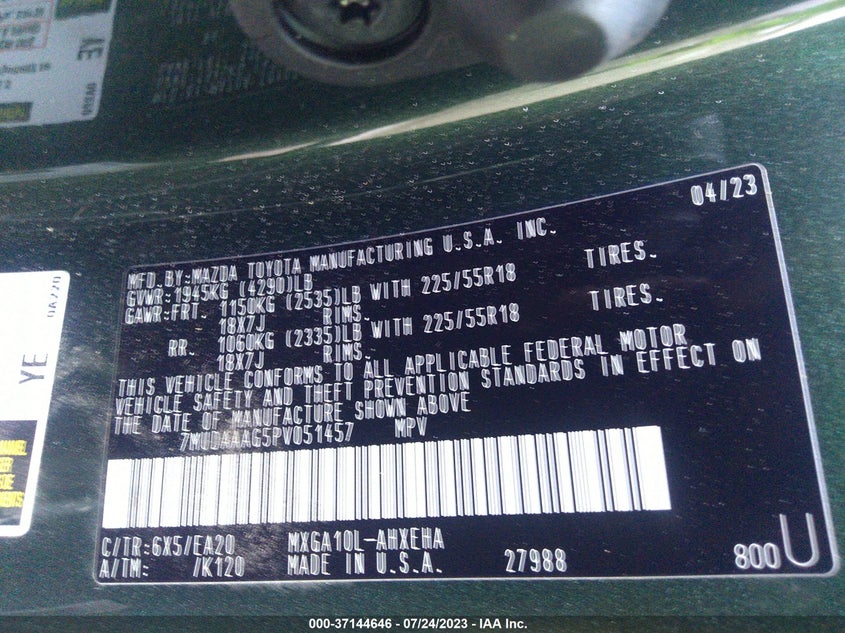 04/23
MFD. BY: MAZDA TOYOTA MANUFACTURING U.S.A. INC.
GVWR: 1945KG (4290)LB
GAWR: FRT. 1150KG (2535)LB WITH 225/55R18 TIRES.
18X7J RIMS.
RR. 1060KG (2335)LB WITH 225/55R18 TIRES.
18X7J RIMS.
THIS VEHICLE CONFORMS TO ALL APPLICABLE FEDERAL MOTOR
VEHICLE SAFETY AND THEFT PREVENTION STANDARDS IN EFFECT ON
THE DATE OF MANUFACTURE SHOWN ABOVE
7MUDAAAG5PV051457 MPV
C/TR: 6X5/EA20 MXGA10L-AHXEHA
A/TM: /K120 MADE IN U.S.A. 27988 800 U
YE
0A220
000-37144646 - 07/24/2023 - IAA Inc.